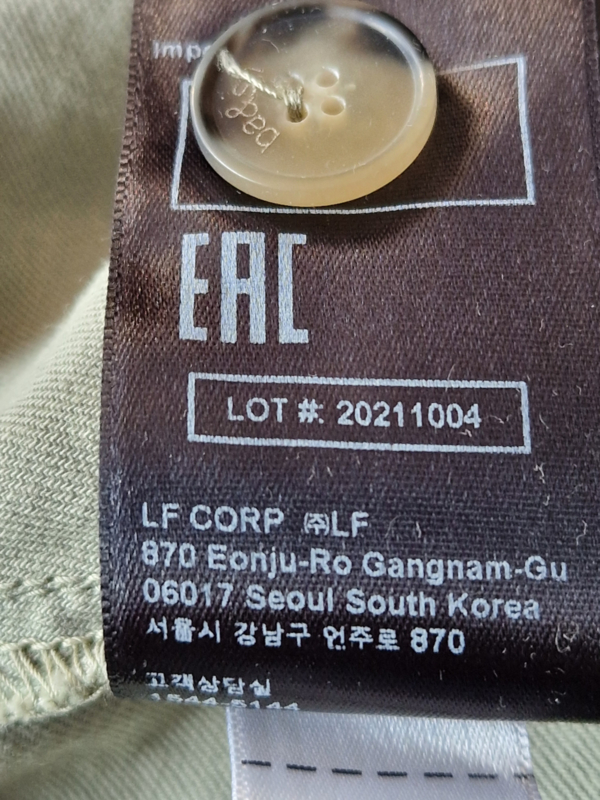 EAC
LOT #: 20211004
LF CORP ㈜LF
870 Eonju-Ro Gangnam-Gu
06017 Seoul South Korea
서울시 강남구 언주로 870
고객상담실